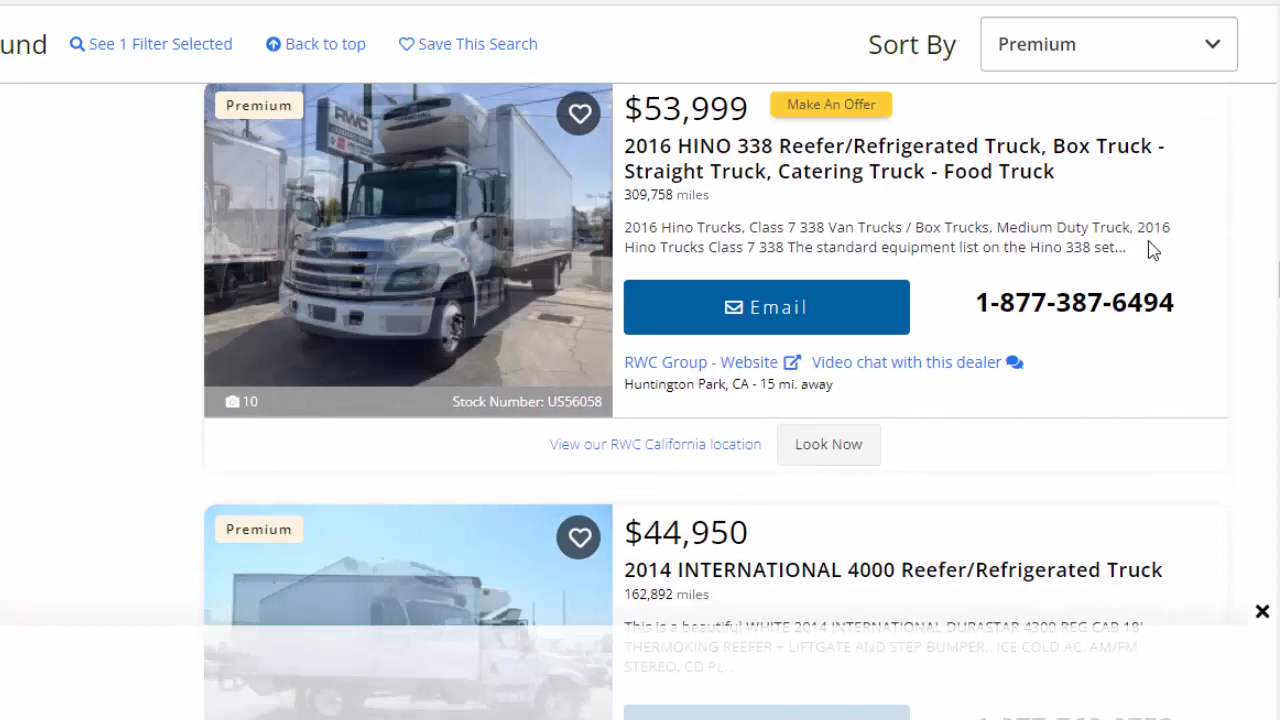 und
See 1 Filter Selected
Back to top
Save This Search
Sort By
Premium
Premium
RWC
$53,999
Make An Offer
2016 HINO 338 Reefer/Refrigerated Truck, Box Truck -
Straight Truck, Catering Truck - Food Truck
309,758 miles
2016 Hino Trucks, Class 7 338 Van Trucks / Box Trucks, Medium Duty Truck, 2016
Hino Trucks Class 7 338 The standard equipment list on the Hino 338 set...
Email
1-877-387-6494
RWC Group - Website
Video chat with this dealer
Huntington Park, CA - 15 mi. away
10
Stock Number: US56058
View our RWC California location
Look Now
Premium
$44,950
2014 INTERNATIONAL 4000 Reefer/Refrigerated Truck
162,892 miles
This is a beautiful WHITE 2014 INTERNATIONAL DURASTAR 4300 REG CAB 18'
THERMOKING REEFER ~ LIFTGATE AND STEP BUMPER.. ICE COLD AC, AM/FM
STEREO, CD PL...